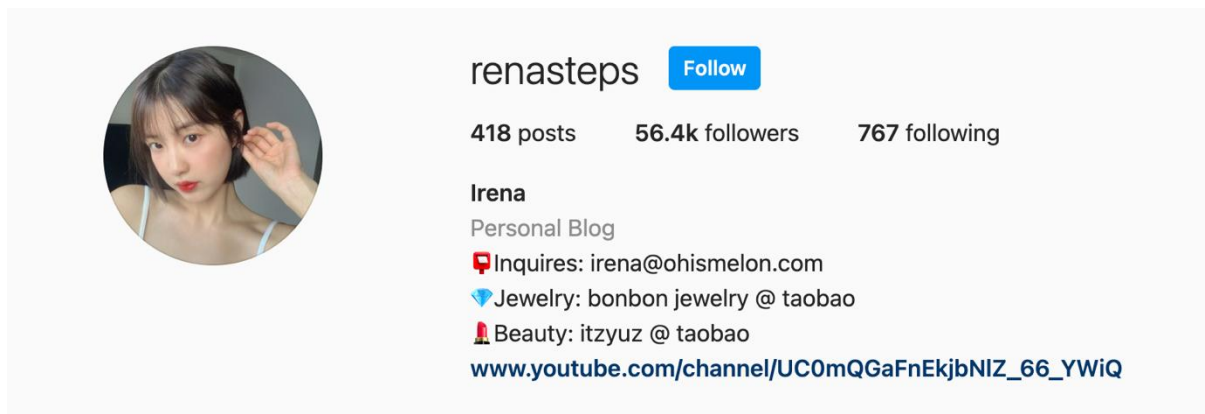 renasteps Follow
418 posts 56.4k followers 767 following
Irena
Personal Blog
📮Inquires: irena@ohismelon.com
💎Jewelry: bonbon jewelry @ taobao
💄Beauty: itzyuz @ taobao
www.youtube.com/channel/UC0mQGaFnEkjbNlZ_66_YWiQ